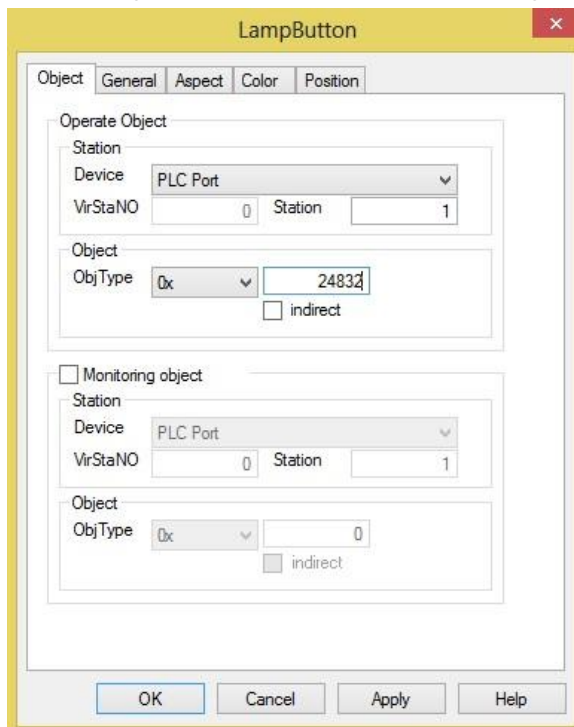 LampButton
Object General Aspect Color Position
Operate Object
Station
Device PLC Port
VirStaNO 0 Station 1
Object
ObjType 0x 24832
indirect
Monitoring object
Station
Device PLC Port
VirStaNO 0 Station 1
Object
ObjType 0x 0
indirect
OK Cancel Apply Help